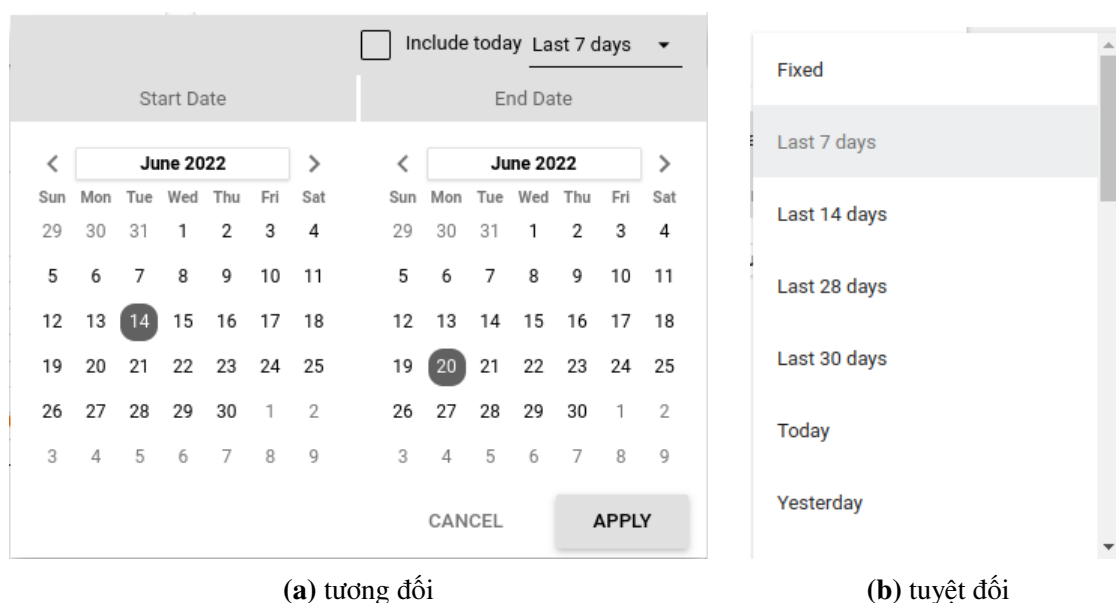 Include today Last 7 days
Start Date End Date
June 2022 June 2022
Sun Mon Tue Wed Thu Fri Sat Sun Mon Tue Wed Thu Fri Sat
29 30 31 1 2 3 4 29 30 31 1 2 3 4
5 6 7 8 9 10 11 5 6 7 8 9 10 11
12 13 14 15 16 17 18 12 13 14 15 16 17 18
19 20 21 22 23 24 25 19 20 21 22 23 24 25
26 27 28 29 30 1 2 26 27 28 29 30 1 2
3 4 5 6 7 8 9 3 4 5 6 7 8 9
CANCEL APPLY
(a) tương đối
Fixed
Last 7 days
Last 14 days
Last 28 days
Last 30 days
Today
Yesterday
(b) tuyệt đối